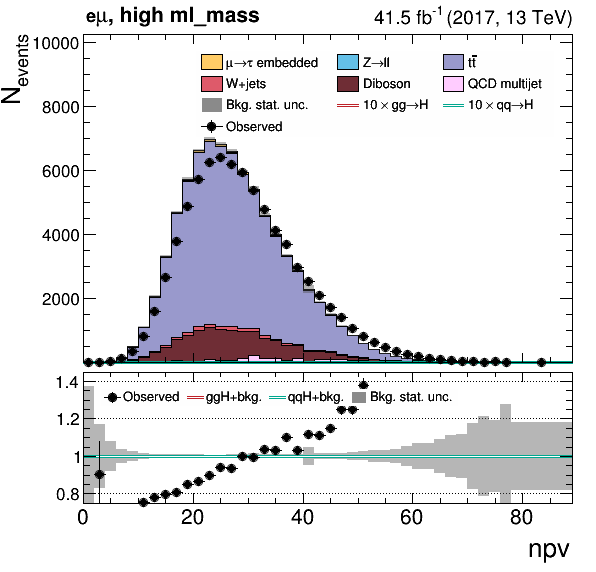 eμ, high ml_mass 41.5 fb⁻¹ (2017, 13 TeV)
N_events
10000
8000
6000
4000
2000
μ→τ embedded Z→ll tt̄
W+jets Diboson QCD multijet
Bkg. stat. unc. 10 × gg→H 10 × qq→H
Observed
1.4
1.2
1
0.8
Observed ggH+bkg. qqH+bkg. Bkg. stat. unc.
0 20 40 60 80
npv